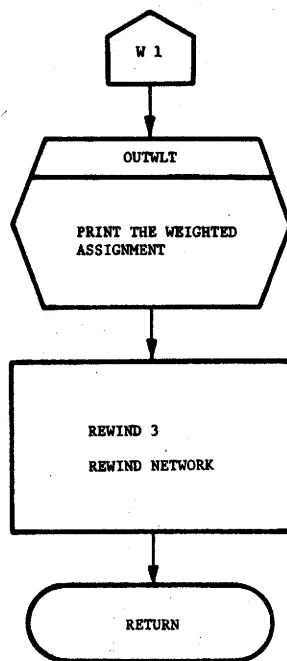 W 1
OUTWLT
PRINT THE WEIGHTED
ASSIGNMENT
REWIND 3
REWIND NETWORK
RETURN